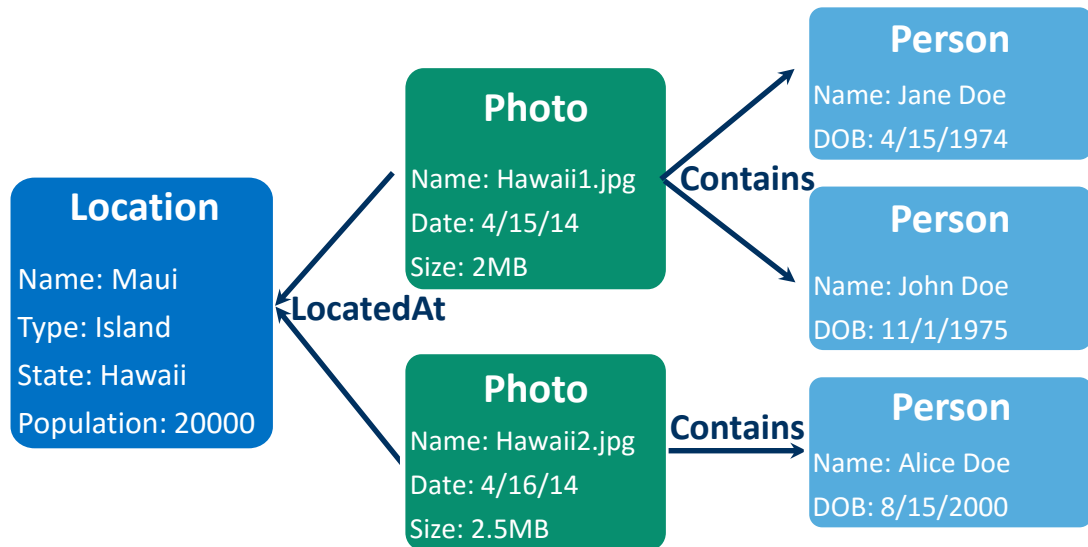 Location
Name: Maui
Type: Island
State: Hawaii
Population: 20000
LocatedAt
Photo
Name: Hawaii1.jpg
Date: 4/15/14
Size: 2MB
Photo
Name: Hawaii2.jpg
Date: 4/16/14
Size: 2.5MB
Contains
Contains
Person
Name: Jane Doe
DOB: 4/15/1974
Person
Name: John Doe
DOB: 11/1/1975
Person
Name: Alice Doe
DOB: 8/15/2000